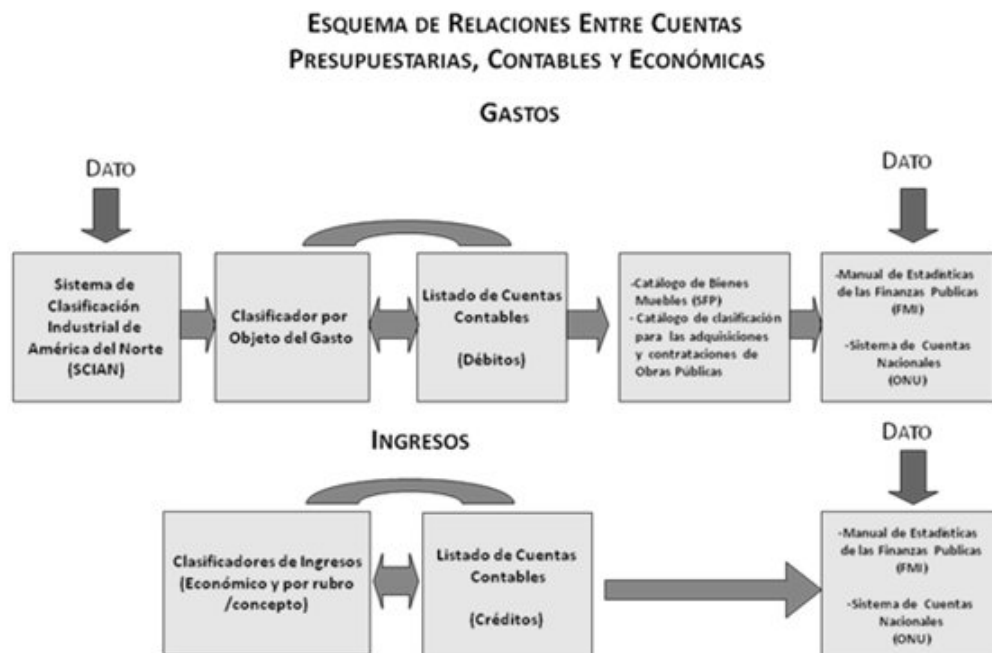 ESQUEMA DE RELACIONES ENTRE CUENTAS
PRESUPUESTARIAS, CONTABLES Y ECONÓMICAS
GASTOS
DATO
DATO
Sistema de
Clasificación
Industrial de
América del Norte
(SCIAN)
Clasificador por
Objeto del Gasto
Listado de Cuentas
Contables
(Débitos)
-Catálogo de Bienes
Muebles (SFP)
- Catálogo de clasificación
para las adquisiciones
y contrataciones de
Obras Públicas
-Manual de Estadísticas
de las Finanzas Publicas
(FMI)
-Sistema de Cuentas
Nacionales
(ONU)
INGRESOS
DATO
Clasificadores de Ingresos
(Económico y por rubro
/concepto)
Listado de Cuentas
Contables
(Créditos)
-Manual de Estadísticas
de las Finanzas Publicas
(FMI)
-Sistema de Cuentas
Nacionales
(ONU)